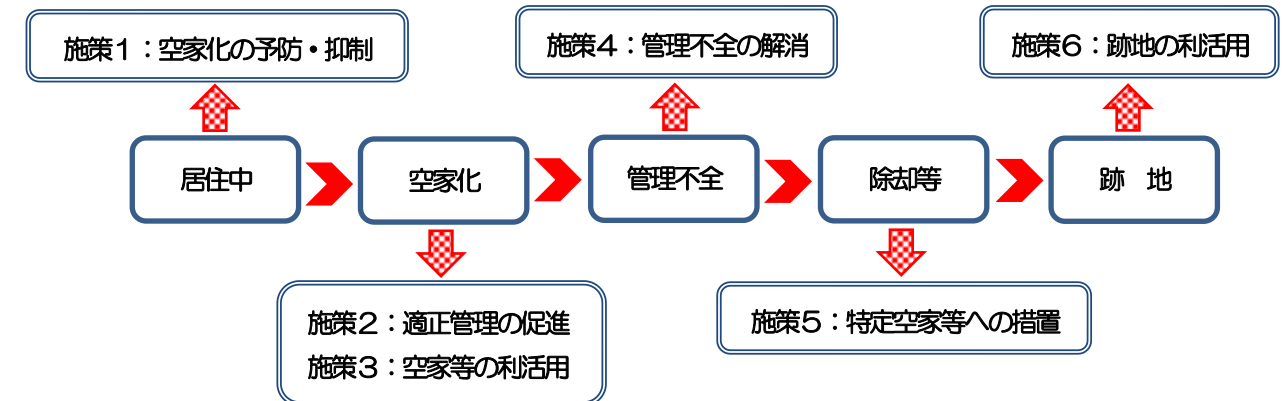 施策1：空家化の予防・抑制
施策4：管理不全の解消
施策6：跡地の利活用
居住中
空家化
管理不全
除却等
跡　地
施策2：適正管理の促進
施策3：空家等の利活用
施策5：特定空家等への措置